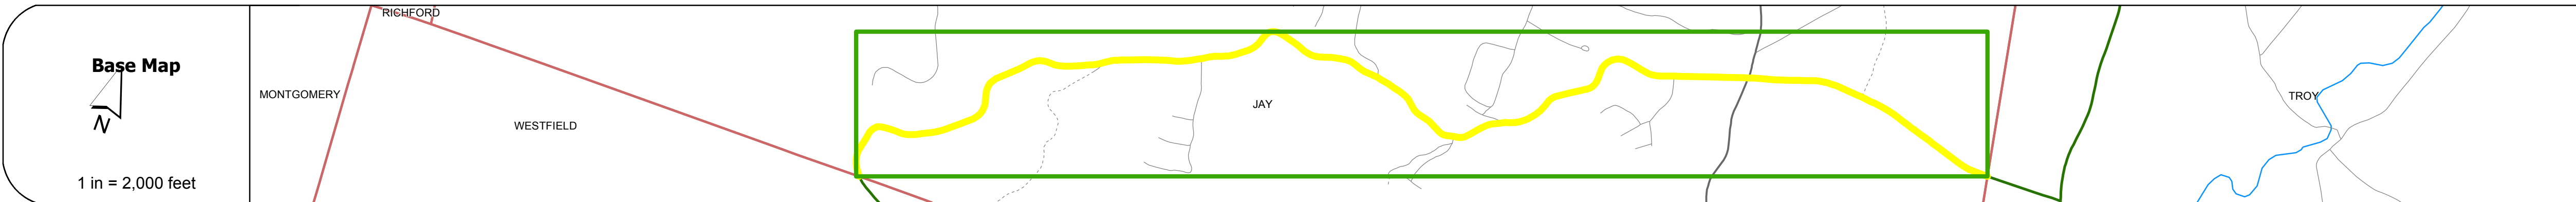 RICHFORD
Base Map
MONTGOMERY
TROY
JAY
WESTFIELD
N
1 in = 2,000 feet